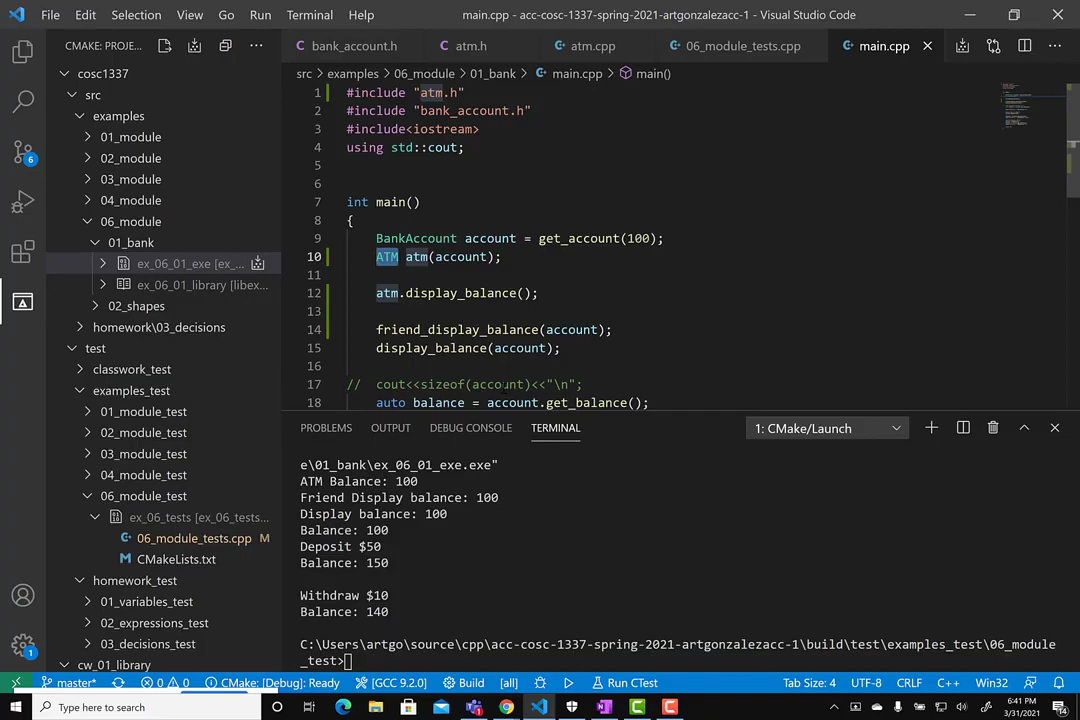 File Edit Selection View Go Run Terminal Help main.cpp - acc-cosc-1337-spring-2021-artgonzalezacc-1 - Visual Studio Code
CMAKE: PROJE... ...
bank_account.h atm.h atm.cpp 06_module_tests.cpp main.cpp
src > examples > 06_module > 01_bank > main.cpp > main()
cosc1337
src
examples
01_module
02_module
03_module
04_module
06_module
01_bank
ex_06_01_exe [ex_...
ex_06_01_library [libex...
02_shapes
homework\03_decisions
test
classwork_test
examples_test
01_module_test
02_module_test
03_module_test
04_module_test
06_module_test
ex_06_tests [ex_06_tests...
06_module_tests.cpp M
CMakeLists.txt
homework_test
01_variables_test
02_expressions_test
03_decisions_test
cw_01_library
6
1
1 #include "atm.h"
2 #include "bank_account.h"
3 #include<iostream>
4 using std::cout;
5
6
7 int main()
8 {
9 BankAccount account = get_account(100);
10 ATM atm(account);
11
12 atm.display_balance();
13
14 friend_display_balance(account);
15 display_balance(account);
16
17 // cout<<sizeof(account)<<"\n";
18 auto balance = account.get_balance();
PROBLEMS OUTPUT DEBUG CONSOLE TERMINAL 1: CMake/Launch
e\01_bank\ex_06_01_exe.exe"
ATM Balance: 100
Friend Display balance: 100
Display balance: 100
Balance: 100
Deposit $50
Balance: 150
Withdraw $10
Balance: 140
C:\Users\artgo\source\cpp\acc-cosc-1337-spring-2021-artgonzalezacc-1\build\test\examples_test\06_module
_test>
master* 0 0 CMake: [Debug]: Ready [GCC 9.2.0] Build [all] Run CTest Tab Size: 4 UTF-8 CRLF C++ Win32
Type here to search
6:41 PM
3/31/2021
14